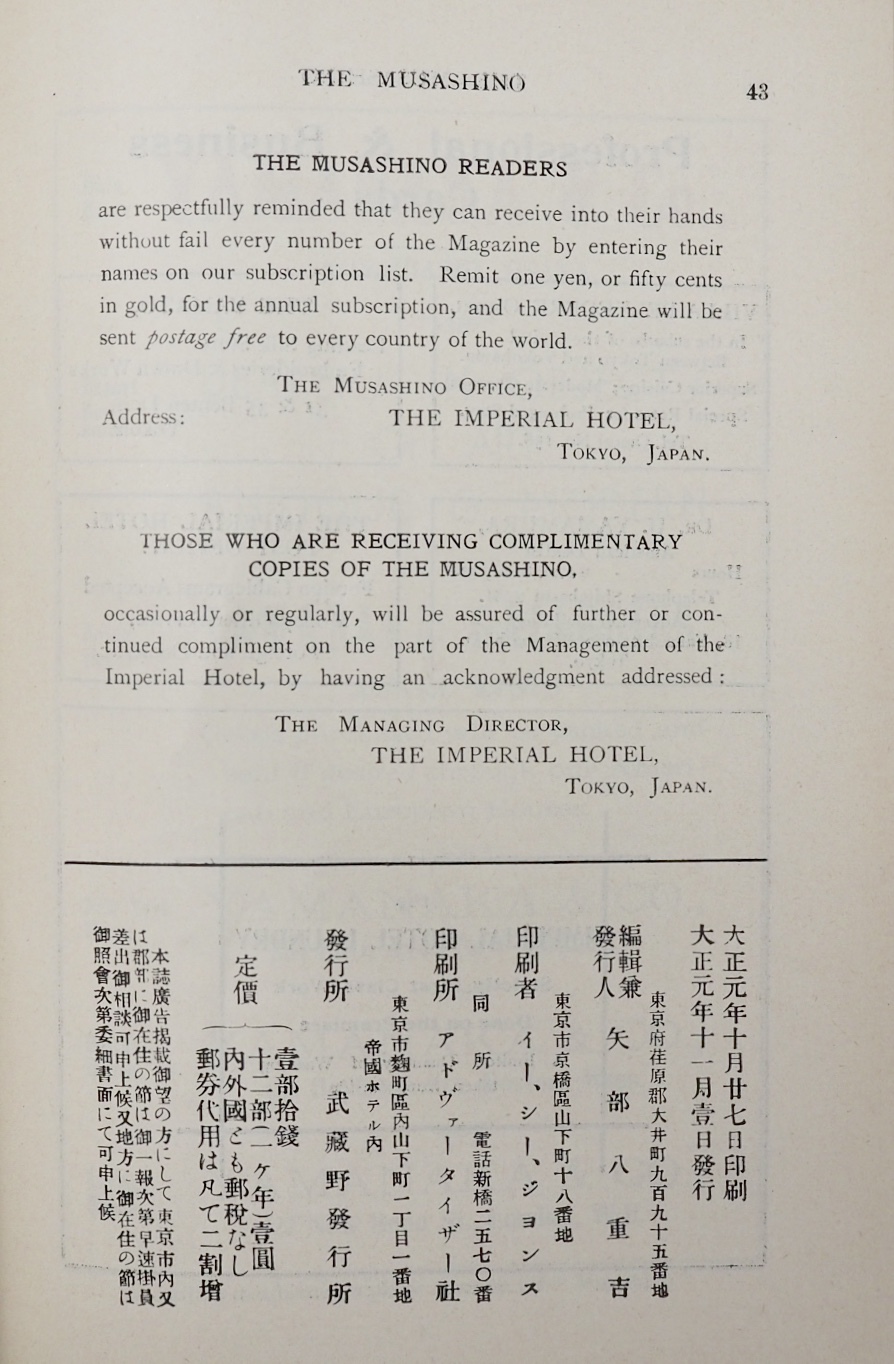 THE MUSASHINO
43
THE MUSASHINO READERS
are respectfully reminded that they can receive into their hands
without fail every number of the Magazine by entering their
names on our subscription list. Remit one yen, or fifty cents
in gold, for the annual subscription, and the Magazine will be
sent postage free to every country of the world.
THE MUSASHINO OFFICE,
Address: THE IMPERIAL HOTEL,
TOKYO, JAPAN.
THOSE WHO ARE RECEIVING COMPLIMENTARY
COPIES OF THE MUSASHINO,
occasionally or regularly, will be assured of further or con-
tinued compliment on the part of the Management of the
Imperial Hotel, by having an acknowledgment addressed :
THE MANAGING DIRECTOR,
THE IMPERIAL HOTEL,
TOKYO, JAPAN.
大正元年十月廿七日印刷
大正元年十一月壹日發行
東京府荏原郡大井町九百九十五番地
編輯兼
發行人 矢部八重吉
東京市京橋區山下町十八番地
印刷者 イー、シー、ジヨンス
同所 電話新橋二五七〇番
印刷所 アドヴァータイザー社
東京市麴町區內山下町一丁目一番地
帝國ホテル內
發行所 武藏野發行所
定價
壹部拾錢
十二部(一ヶ年)壹圓
內外國とも郵稅なし
郵券代用は凡て二割增
本誌廣吿揭載御望の方にして東京市內又
は郡部に御在住の節は御一報次第早速掛員
差出御相談可申上候又地方に御在住の節は
御照會次第委細書面にて可申上候